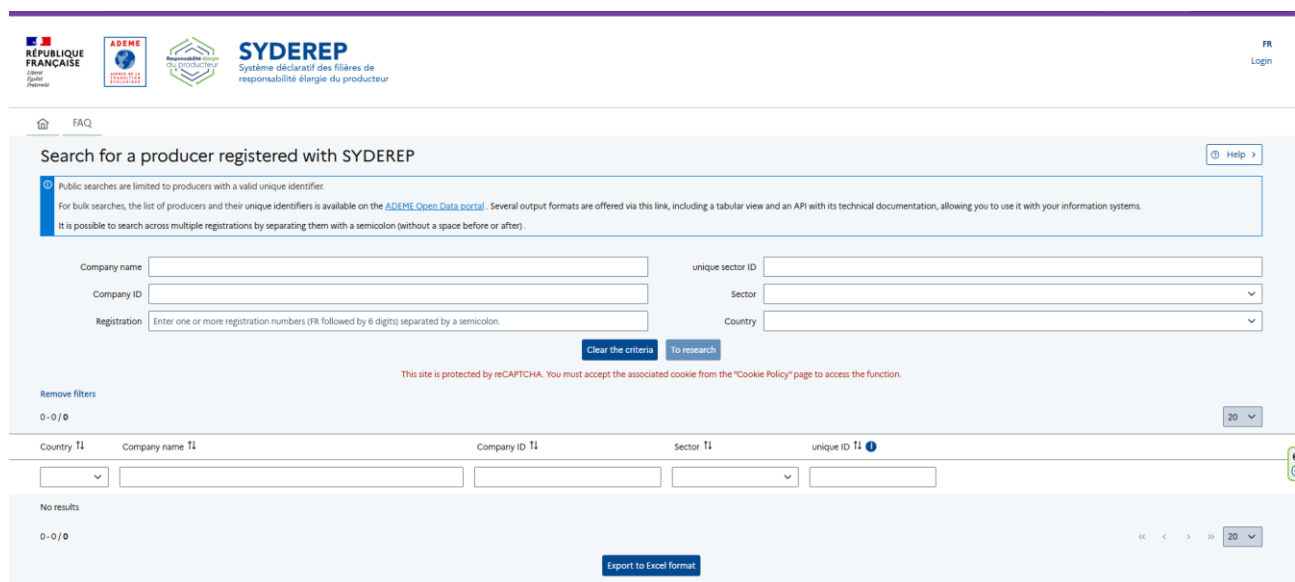 RÉPUBLIQUE
FRANÇAISE
Liberté
Égalité
Fraternité
ADEME
AGENCE DE LA
TRANSITION
ÉCOLOGIQUE
Responsabilité élargie
du producteur
SYDEREP
Système déclaratif des filières de
responsabilité élargie du producteur
FR
Login
FAQ
Search for a producer registered with SYDEREP
Help >
Public searches are limited to producers with a valid unique identifier.
For bulk searches, the list of producers and their unique identifiers is available on the ADEME Open Data portal . Several output formats are offered via this link, including a tabular view and an API with its technical documentation, allowing you to use it with your information systems.
It is possible to search across multiple registrations by separating them with a semicolon (without a space before or after) .
Company name
unique sector ID
Company ID
Sector
Registration Enter one or more registration numbers (FR followed by 6 digits) separated by a semicolon.
Country
Clear the criteria To research
This site is protected by reCAPTCHA. You must accept the associated cookie from the "Cookie Policy" page to access the function.
Remove filters
0-0/0
20
Country Company name Company ID Sector unique ID
No results
0-0/0
« < > » 20
Export to Excel format